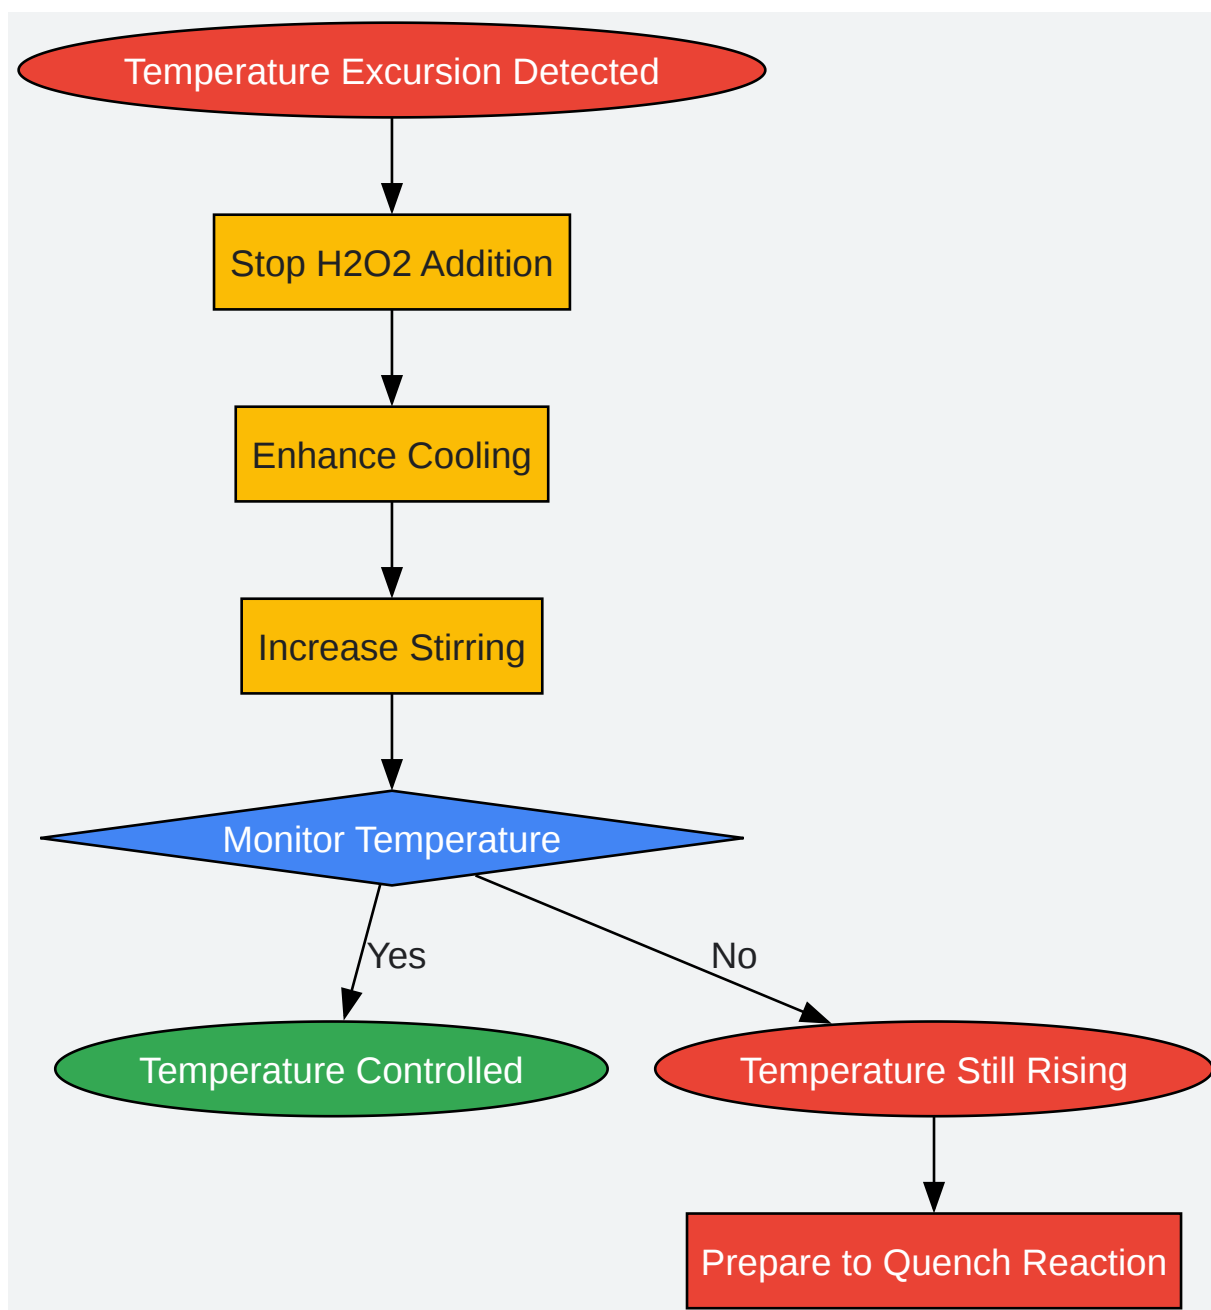 Temperature Excursion Detected
Stop H2O2 Addition
Enhance Cooling
Increase Stirring
Monitor Temperature
Yes
No
Temperature Controlled
Temperature Still Rising
Prepare to Quench Reaction